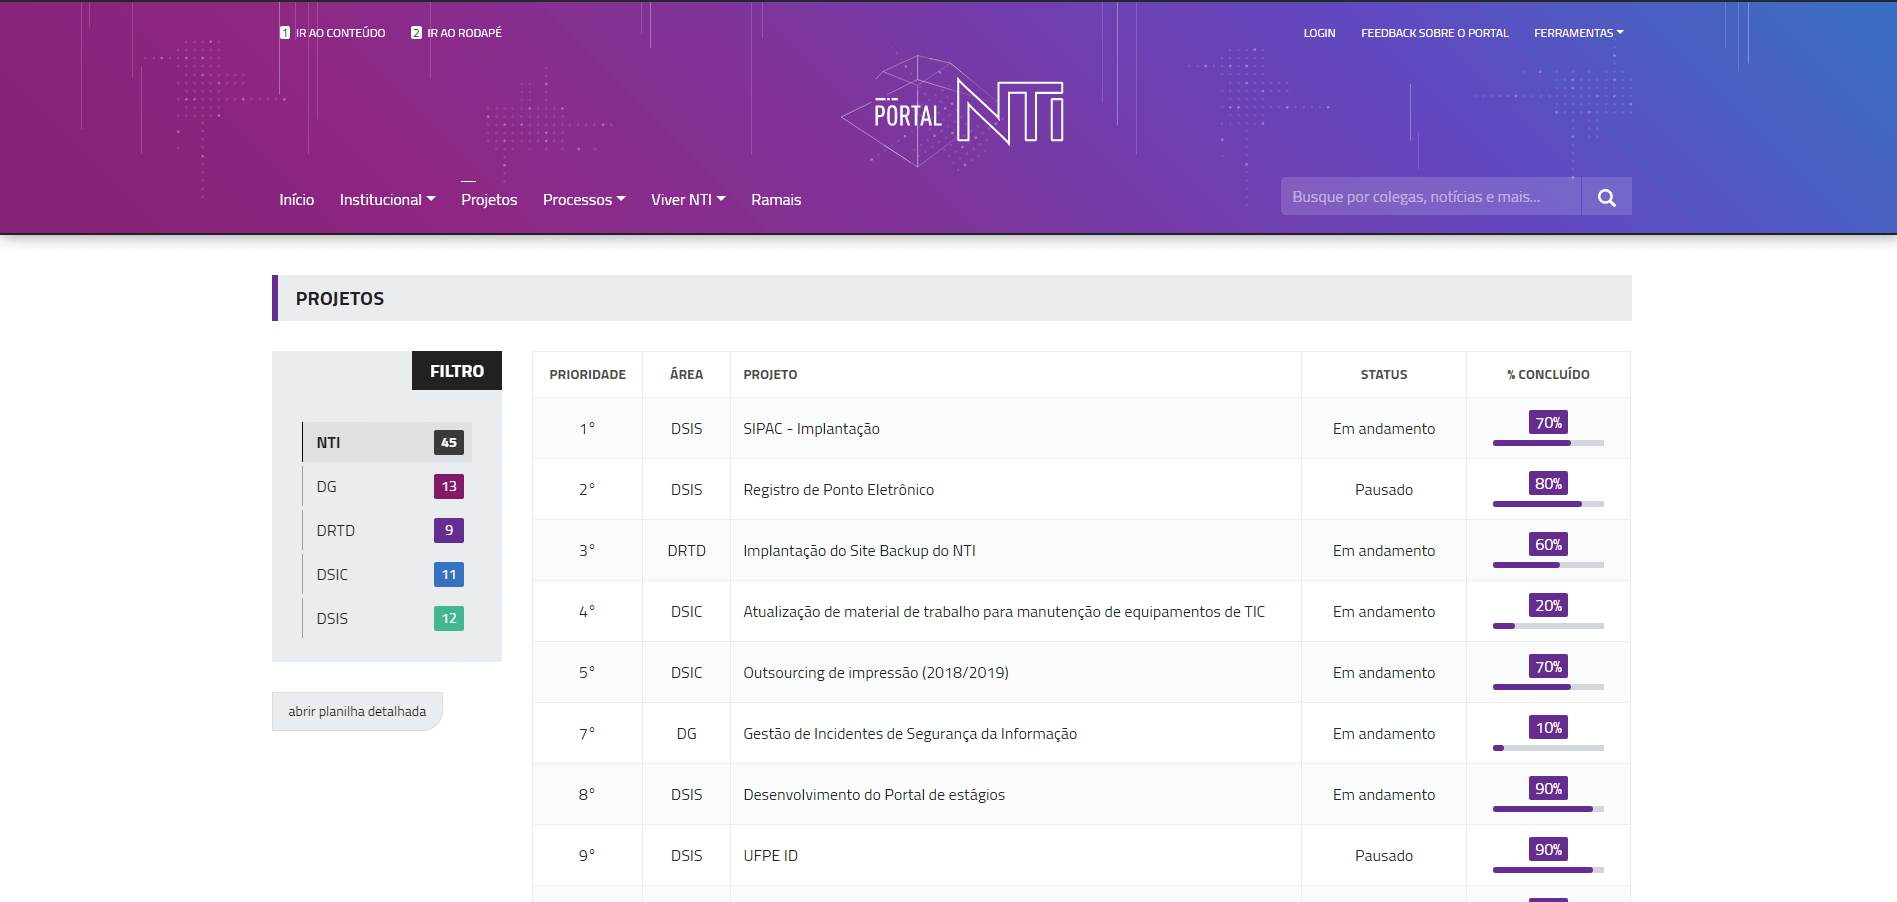 1 IR AO CONTEÚDO 2 IR AO RODAPÉ LOGIN FEEDBACK SOBRE O PORTAL FERRAMENTAS
PORTAL NTI
Início Institucional Projetos Processos Viver NTI Ramais Busque por colegas, notícias e mais...
PROJETOS
FILTRO
NTI 45
DG 13
DRTD 9
DSIC 11
DSIS 12
abrir planilha detalhada
PRIORIDADE ÁREA PROJETO STATUS % CONCLUÍDO
1° DSIS SIPAC - Implantação Em andamento 70%
2° DSIS Registro de Ponto Eletrônico Pausado 80%
3° DRTD Implantação do Site Backup do NTI Em andamento 60%
4° DSIC Atualização de material de trabalho para manutenção de equipamentos de TIC Em andamento 20%
5° DSIC Outsourcing de impressão (2018/2019) Em andamento 70%
7° DG Gestão de Incidentes de Segurança da Informação Em andamento 10%
8° DSIS Desenvolvimento do Portal de estágios Em andamento 90%
9° DSIS UFPE ID Pausado 90%